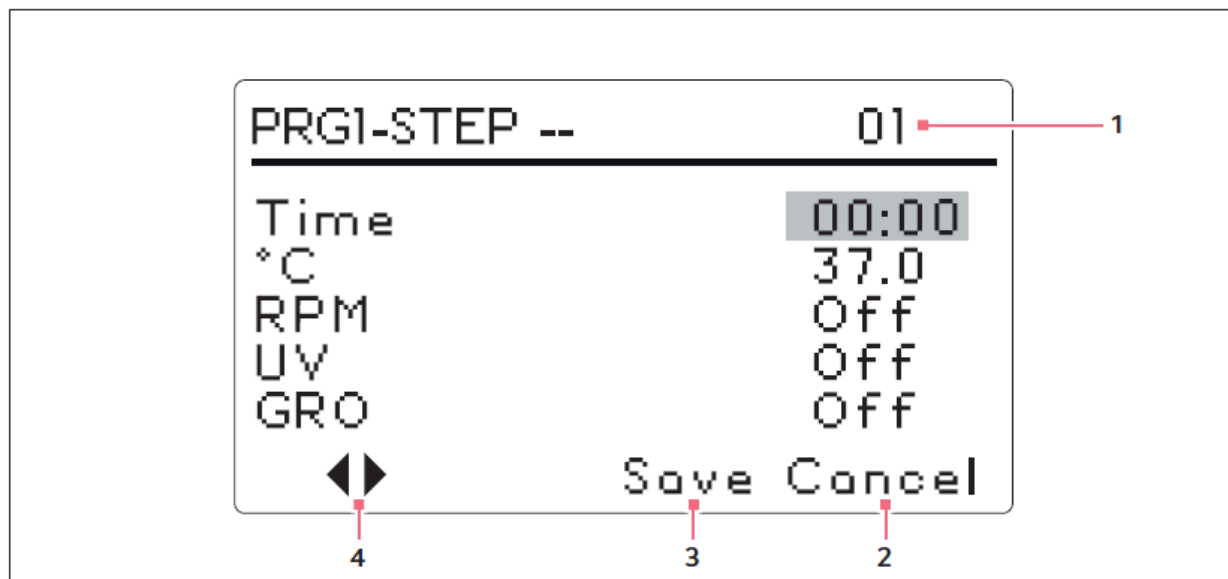 PRG1-STEP -- 01 1
Time 00:00
°C 37.0
RPM Off
UV Off
GRO Off
Save Cancel
4 3 2